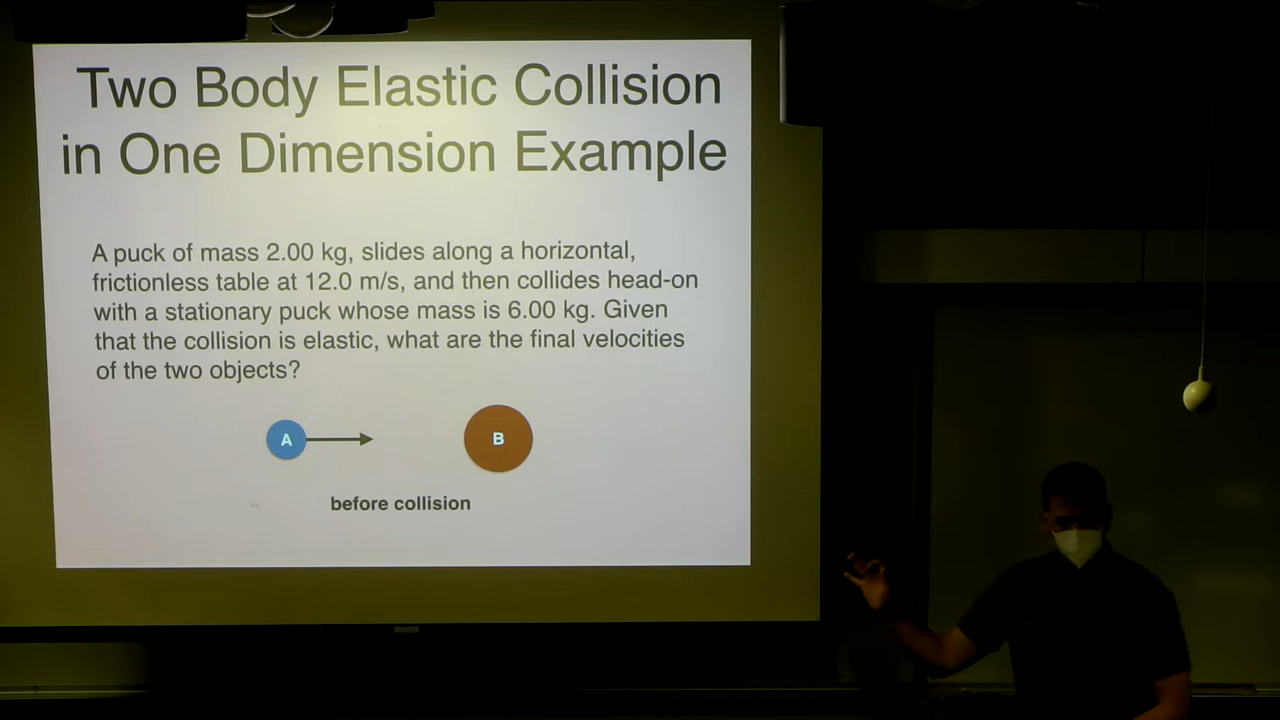 Two Body Elastic Collision
in One Dimension Example
A puck of mass 2.00 kg, slides along a horizontal,
frictionless table at 12.0 m/s, and then collides head-on
with a stationary puck whose mass is 6.00 kg. Given
that the collision is elastic, what are the final velocities
of the two objects?
A
B
before collision